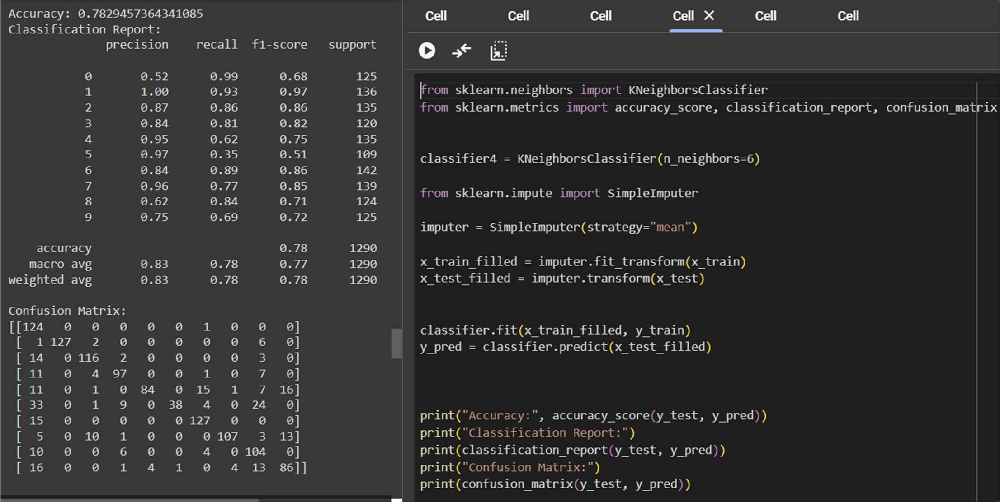 Accuracy: 0.7829457364341085
Classification Report:
precision recall f1-score support
0 0.52 0.99 0.68 125
1 1.00 0.93 0.97 136
2 0.87 0.86 0.86 135
3 0.84 0.81 0.82 120
4 0.95 0.62 0.75 135
5 0.97 0.35 0.51 109
6 0.84 0.89 0.86 142
7 0.96 0.77 0.85 139
8 0.62 0.84 0.71 124
9 0.75 0.69 0.72 125
accuracy 0.78 1290
macro avg 0.83 0.78 0.77 1290
weighted avg 0.83 0.78 0.78 1290
Confusion Matrix:
[[124 0 0 0 0 0 1 0 0 0]
[ 1 127 2 0 0 0 0 0 6 0]
[ 14 0 116 2 0 0 0 0 3 0]
[ 11 0 4 97 0 0 1 0 7 0]
[ 11 0 1 0 84 0 15 1 7 16]
[ 33 0 1 9 0 38 4 0 24 0]
[ 15 0 0 0 0 0 127 0 0 0]
[ 5 0 10 1 0 0 0 107 3 13]
[ 10 0 0 6 0 0 4 0 104 0]
[ 16 0 0 1 4 1 0 4 13 86]]
Cell Cell Cell Cell Cell Cell
from sklearn.neighbors import KNeighborsClassifier
from sklearn.metrics import accuracy_score, classification_report, confusion_matrix
classifier4 = KNeighborsClassifier(n_neighbors=6)
from sklearn.impute import SimpleImputer
imputer = SimpleImputer(strategy="mean")
x_train_filled = imputer.fit_transform(x_train)
x_test_filled = imputer.transform(x_test)
classifier.fit(x_train_filled, y_train)
y_pred = classifier.predict(x_test_filled)
print("Accuracy:", accuracy_score(y_test, y_pred))
print("Classification Report:")
print(classification_report(y_test, y_pred))
print("Confusion Matrix:")
print(confusion_matrix(y_test, y_pred))